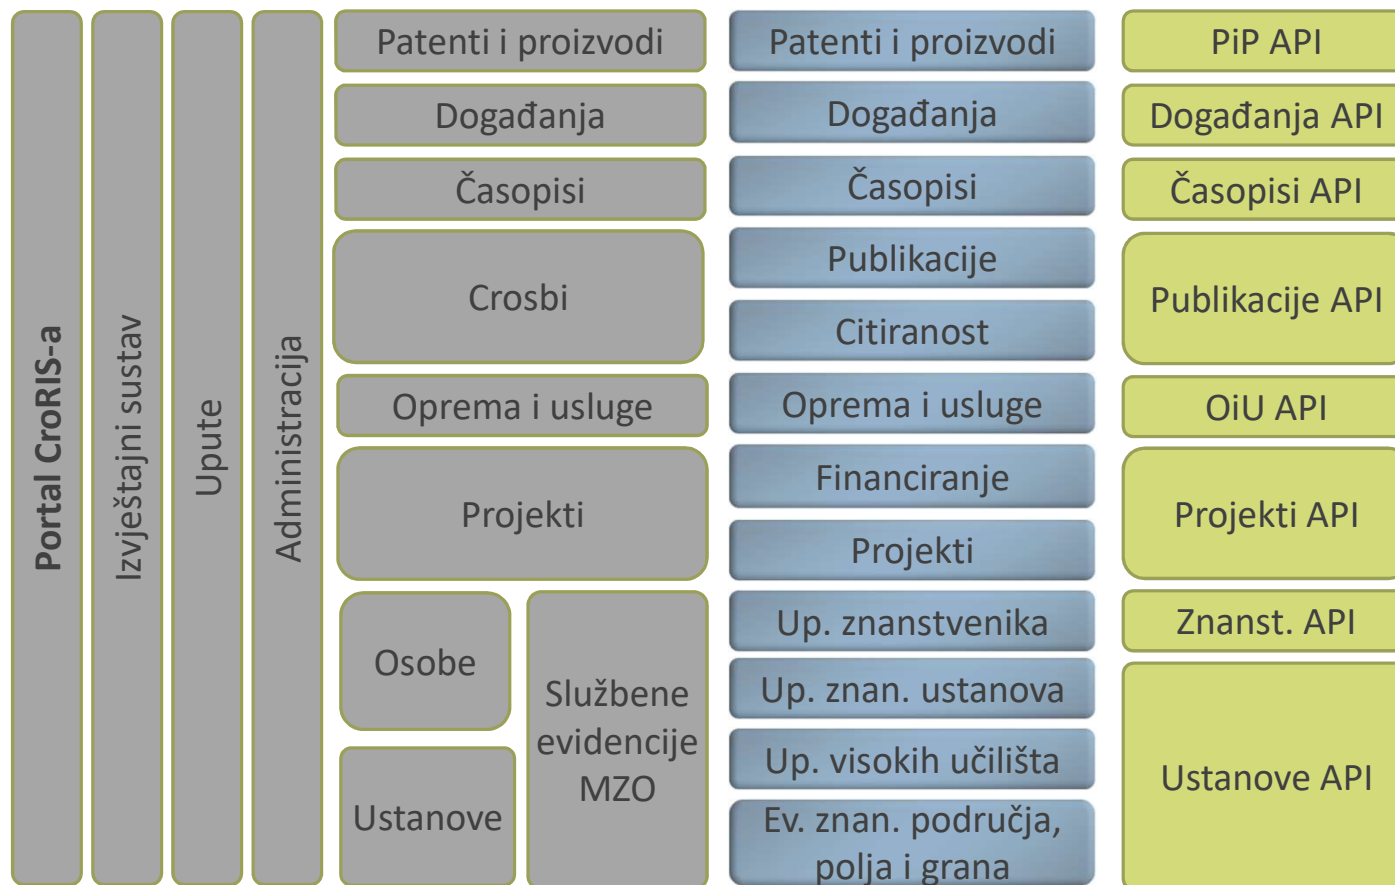 Portal CroRIS-a
Izvještajni sustav
Upute
Administracija
Patenti i proizvodi
Događanja
Časopisi
Crosbi
Oprema i usluge
Projekti
Osobe
Ustanove
Službene
evidencije
MZO
Patenti i proizvodi
Događanja
Časopisi
Publikacije
Citiranost
Oprema i usluge
Financiranje
Projekti
Up. znanstvenika
Up. znan. ustanova
Up. visokih učilišta
Ev. znan. područja,
polja i grana
PiP API
Događanja API
Časopisi API
Publikacije API
OiU API
Projekti API
Znanst. API
Ustanove API